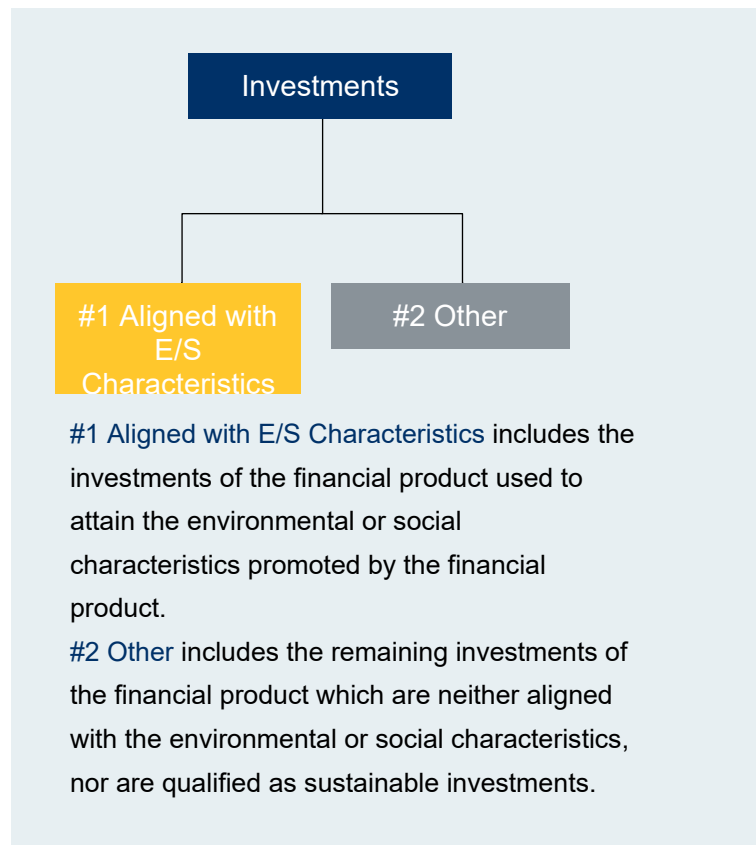 Investments
#1 Aligned with
E/S
Characteristics
#2 Other
#1 Aligned with E/S Characteristics includes the
investments of the financial product used to
attain the environmental or social
characteristics promoted by the financial
product.
#2 Other includes the remaining investments of
the financial product which are neither aligned
with the environmental or social characteristics,
nor are qualified as sustainable investments.